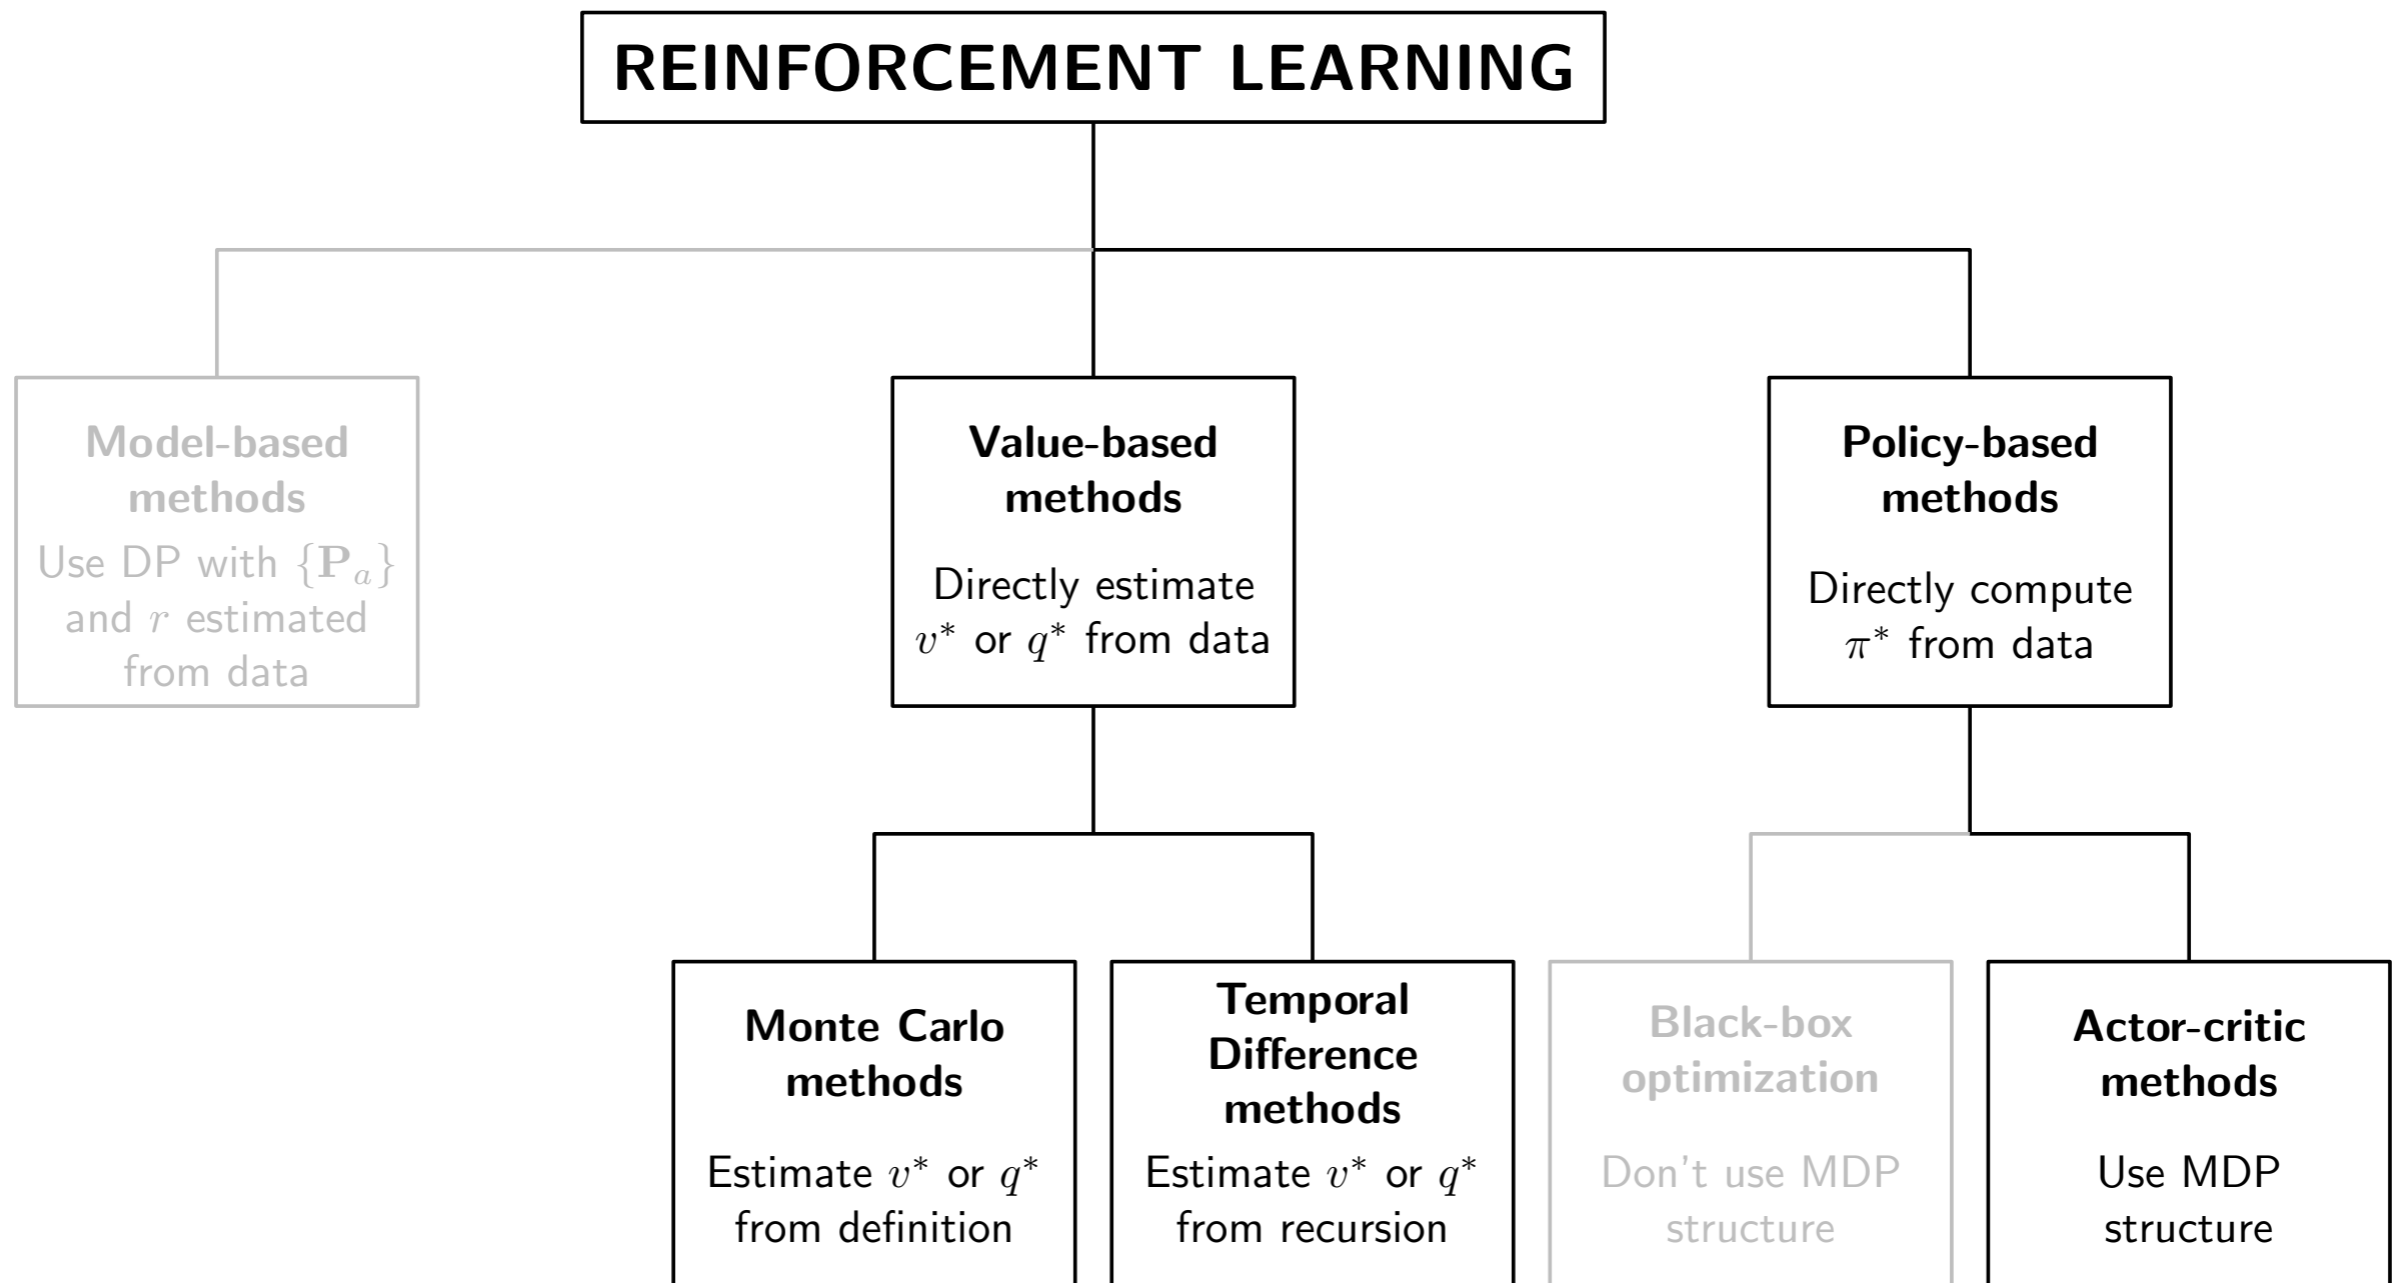 REINFORCEMENT LEARNING
Model-based
methods
Use DP with {P_a}
and r estimated
from data
Value-based
methods
Directly estimate
v* or q* from data
Policy-based
methods
Directly compute
π* from data
Monte Carlo
methods
Estimate v* or q*
from definition
Temporal
Difference
methods
Estimate v* or q*
from recursion
Black-box
optimization
Don't use MDP
structure
Actor-critic
methods
Use MDP
structure